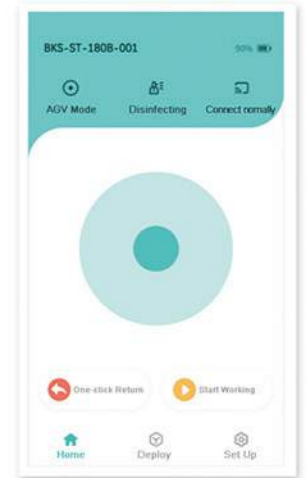 BKS-ST-180B-001 90%
AGV Mode Disinfecting Connect normally
One-click Return Start Working
Home Deploy Set Up